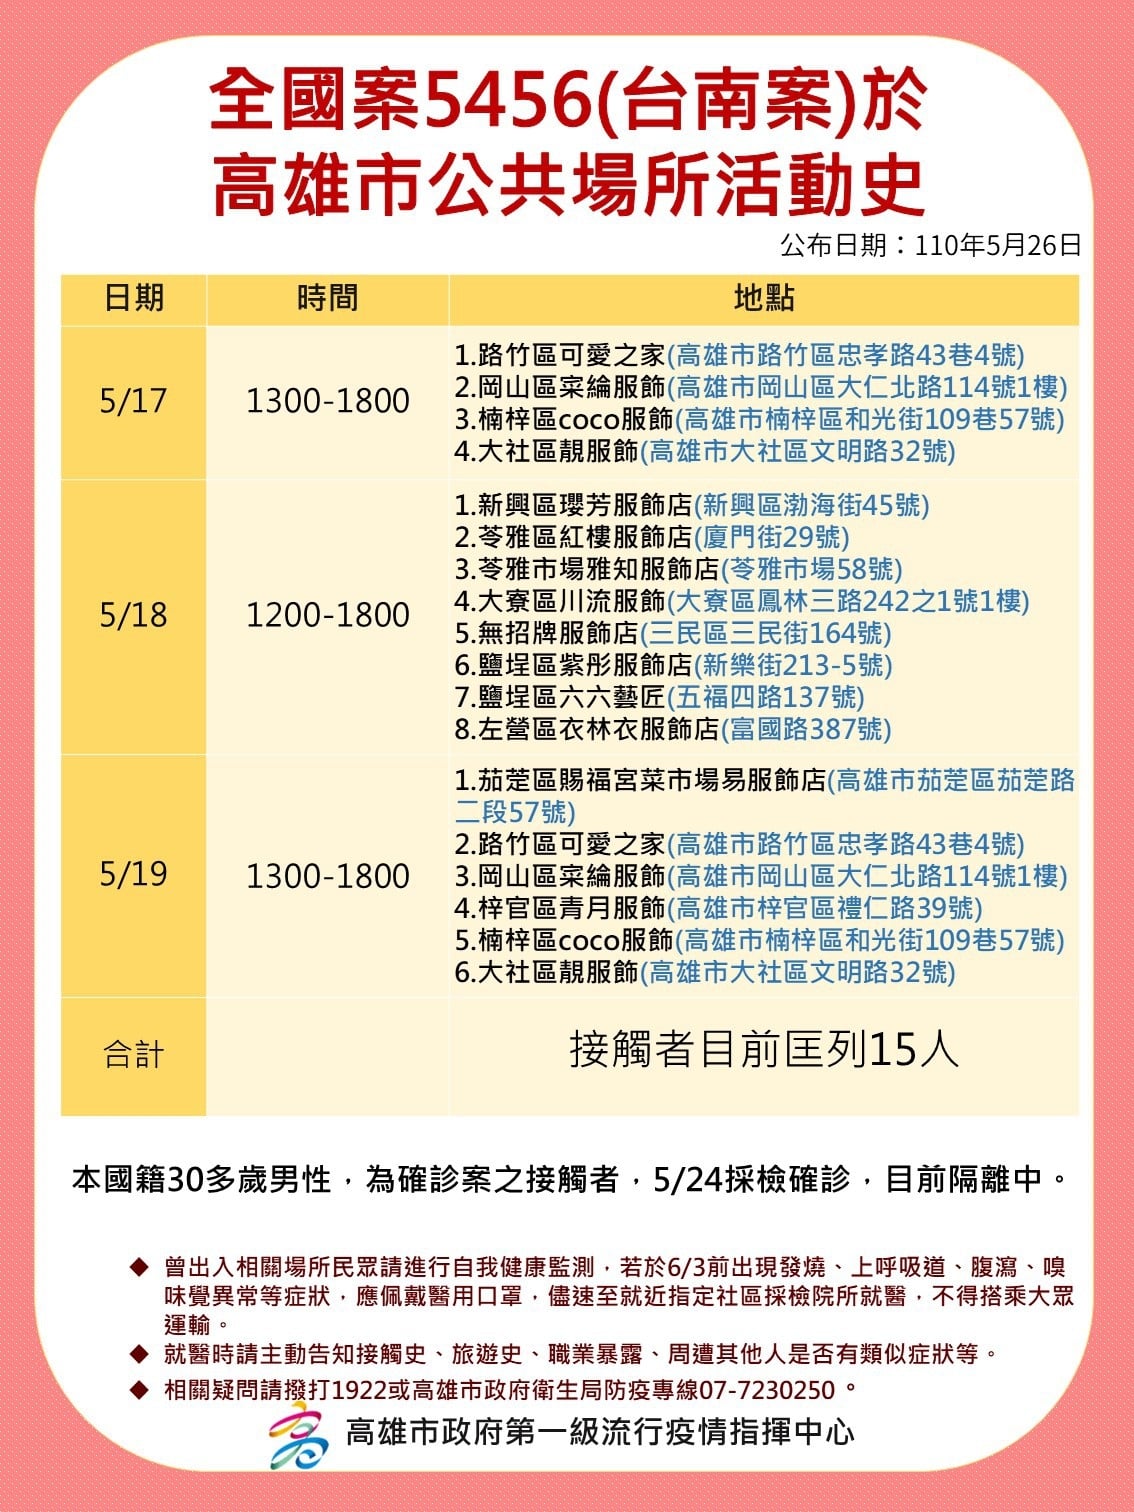 全國案5456(台南案)於
高雄市公共場所活動史
公布日期：110年5月26日
日期
時間
地點
5/17
1300-1800
1.路竹區可愛之家(高雄市路竹區忠孝路43巷4號)
2.岡山區寀綸服飾(高雄市岡山區大仁北路114號1樓)
3.楠梓區coco服飾(高雄市楠梓區和光街109巷57號)
4.大社區靚服飾(高雄市大社區文明路32號)
5/18
1200-1800
1.新興區瓔芳服飾店(新興區渤海街45號)
2.苓雅區紅樓服飾店(廈門街29號)
3.苓雅市場雅知服飾店(苓雅市場58號)
4.大寮區川流服飾(大寮區鳳林三路242之1號1樓)
5.無招牌服飾店(三民區三民街164號)
6.鹽埕區紫彤服飾店(新樂街213-5號)
7.鹽埕區六六藝匠(五福四路137號)
8.左營區衣林衣服飾店(富國路387號)
5/19
1300-1800
1.茄萣區賜福宮菜市場易服飾店(高雄市茄萣區茄萣路
二段57號)
2.路竹區可愛之家(高雄市路竹區忠孝路43巷4號)
3.岡山區寀綸服飾(高雄市岡山區大仁北路114號1樓)
4.梓官區青月服飾(高雄市梓官區禮仁路39號)
5.楠梓區coco服飾(高雄市楠梓區和光街109巷57號)
6.大社區靚服飾(高雄市大社區文明路32號)
合計
接觸者目前匡列15人
本國籍30多歲男性，為確診案之接觸者，5/24採檢確診，目前隔離中。
◆ 曾出入相關場所民眾請進行自我健康監測，若於6/3前出現發燒、上呼吸道、腹瀉、嗅
味覺異常等症狀，應佩戴醫用口罩，儘速至就近指定社區採檢院所就醫，不得搭乘大眾
運輸。
◆ 就醫時請主動告知接觸史、旅遊史、職業暴露、周遭其他人是否有類似症狀等。
◆ 相關疑問請撥打1922或高雄市政府衛生局防疫專線07-7230250。
高雄市政府第一級流行疫情指揮中心